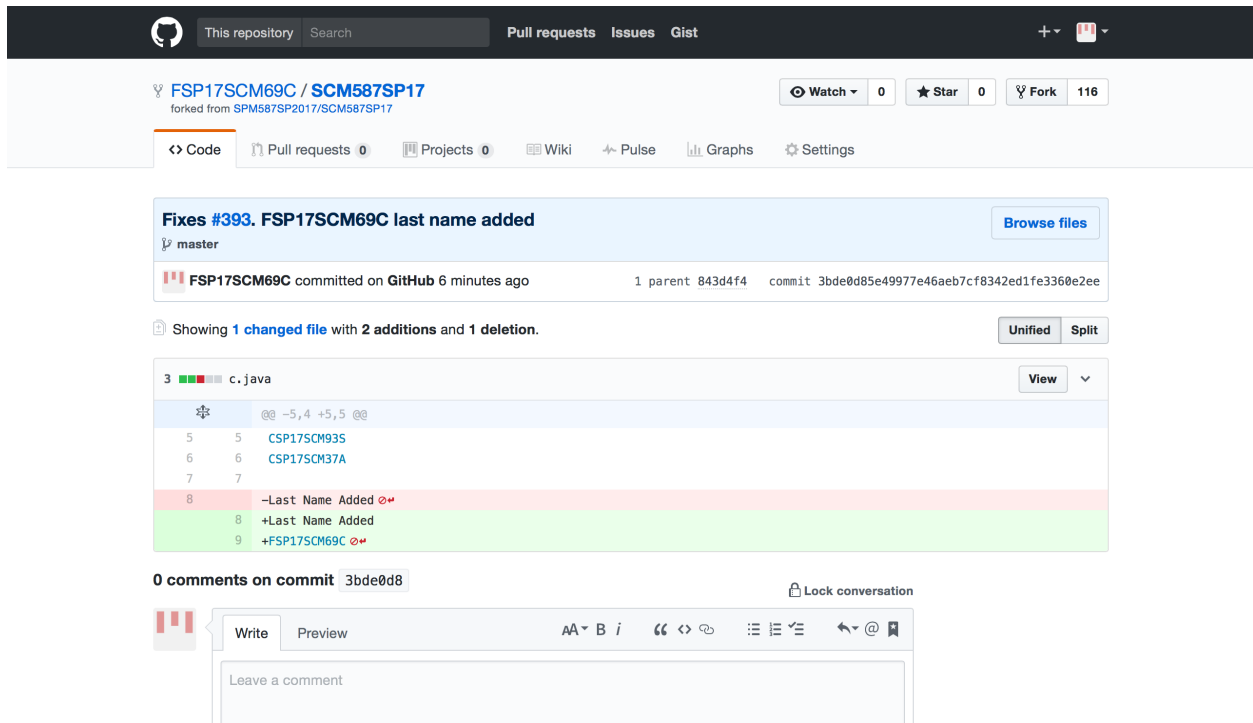 This repository Search Pull requests Issues Gist
FSP17SCM69C / SCM587SP17 Watch 0 Star 0 Fork 116
forked from SPM587SP2017/SCM587SP17
<> Code Pull requests 0 Projects 0 Wiki Pulse Graphs Settings
Fixes #393. FSP17SCM69C last name added Browse files
master
FSP17SCM69C committed on GitHub 6 minutes ago 1 parent 843d4f4 commit 3bde0d85e49977e46aeb7cf8342ed1fe3360e2ee
Showing 1 changed file with 2 additions and 1 deletion. Unified Split
3 c.java View
@@ -5,4 +5,5 @@
5 5 CSP17SCM93S
6 6 CSP17SCM37A
7 7
8 -Last Name Added
8 +Last Name Added
9 +FSP17SCM69C
0 comments on commit 3bde0d8 Lock conversation
Write Preview AA B i “ <> @
Leave a comment